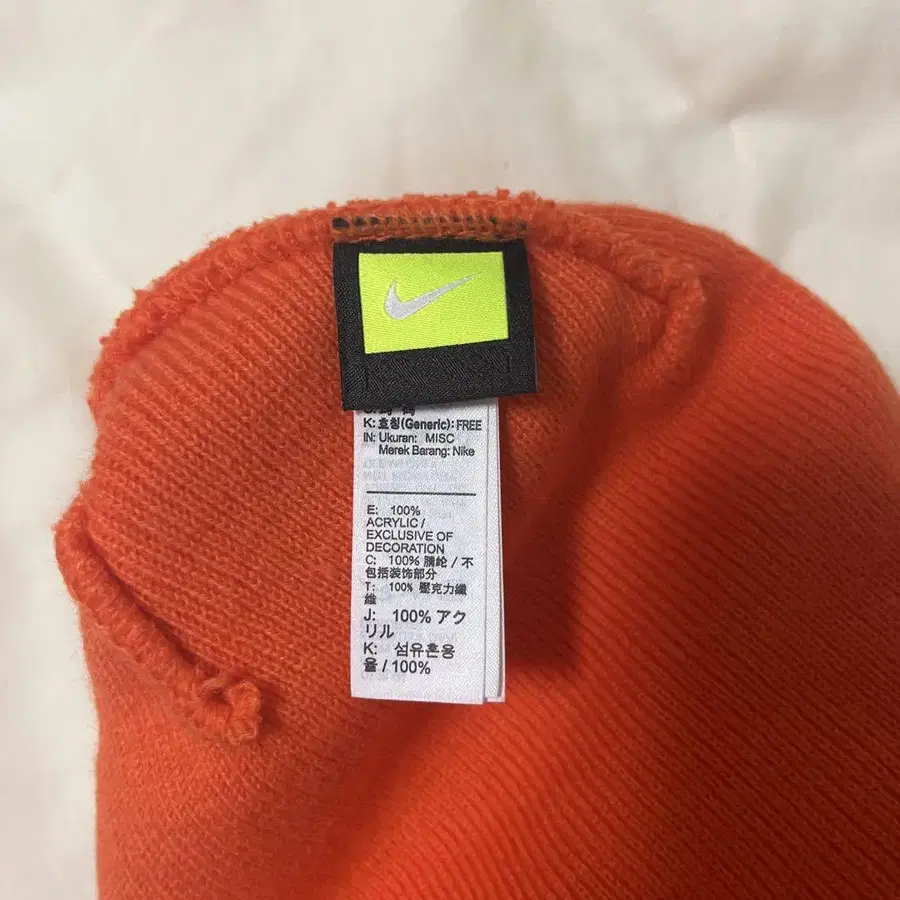 K: 호칭(Generic): FREE
IN: Ukuran: MISC
Merek Barang: Nike
E: 100%
ACRYLIC /
EXCLUSIVE OF
DECORATION
C: 100% 腈纶 / 不
包括装饰部分
T: 100% 壓克力纖
維
J: 100% アク
リル
K: 섬유혼용
율 / 100%